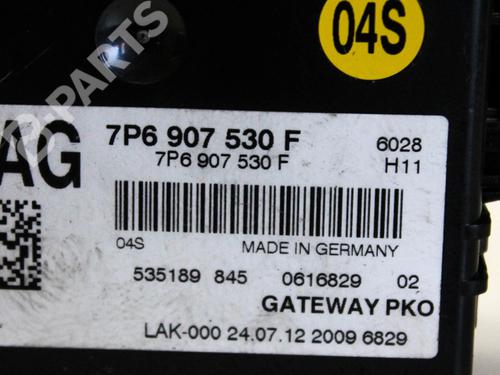 04S
PARTS
AG
7P6 907 530 F
6028
7P6 907 530 F
H11
04S
MADE IN GERMANY
535189 845 0616829 02
GATEWAY PKO
LAK-000 24.07.12 2009 6829